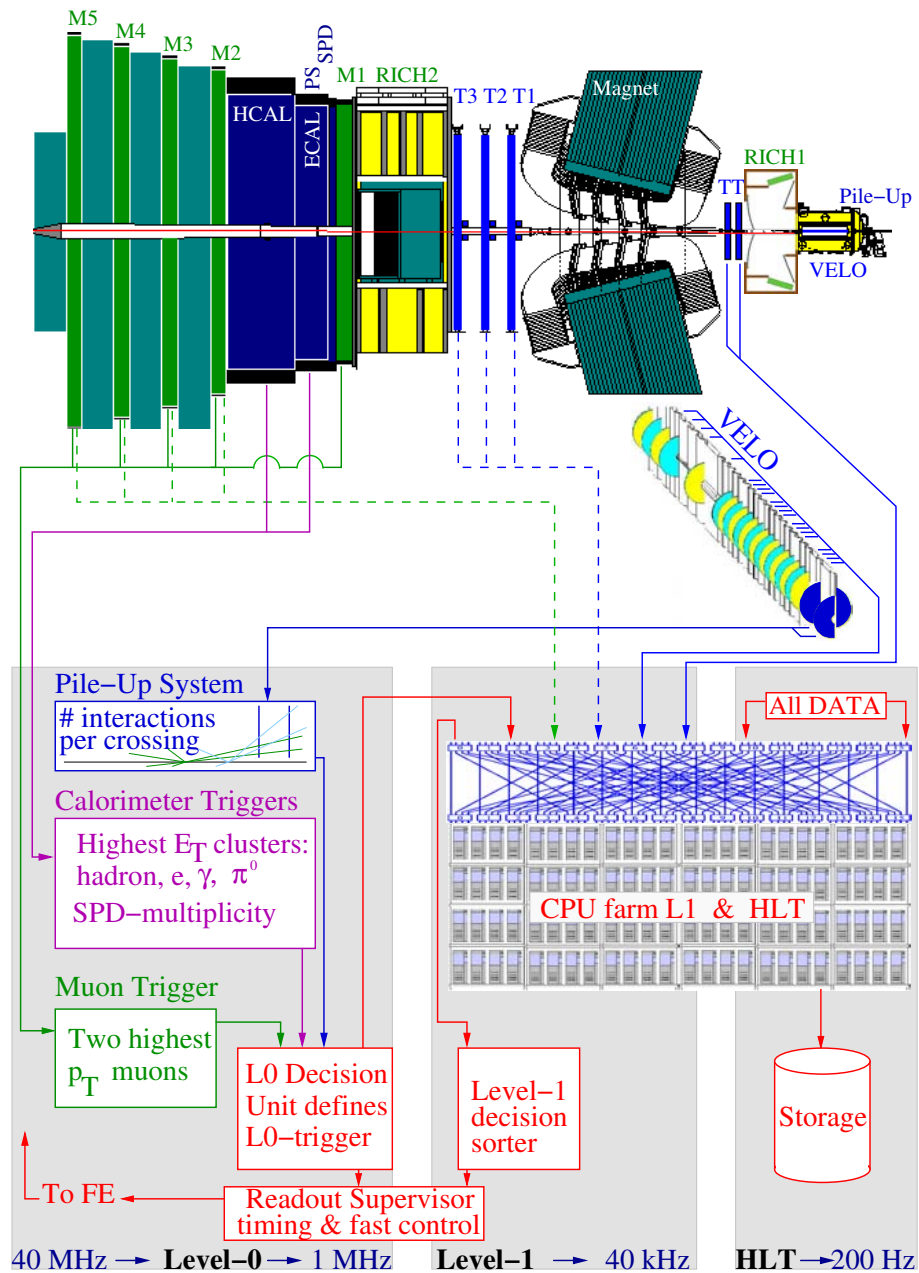 M5
M4
M3
M2
PS
SPD
M1
RICH2
T3
T2
T1
Magnet
HCAL
ECAL
RICH1
TT
Pile-Up
VELO
VELO
Pile-Up System
# interactions
per crossing
Calorimeter Triggers
Highest E_T clusters:
hadron, e, γ, π⁰
SPD-multiplicity
Muon Trigger
Two highest
p_T muons
L0 Decision
Unit defines
L0-trigger
To FE
Readout Supervisor
timing & fast control
Level-1
decision
sorter
All DATA
CPU farm L1 & HLT
Storage
40 MHz → Level-0 → 1 MHz
Level-1 → 40 kHz
HLT → 200 Hz